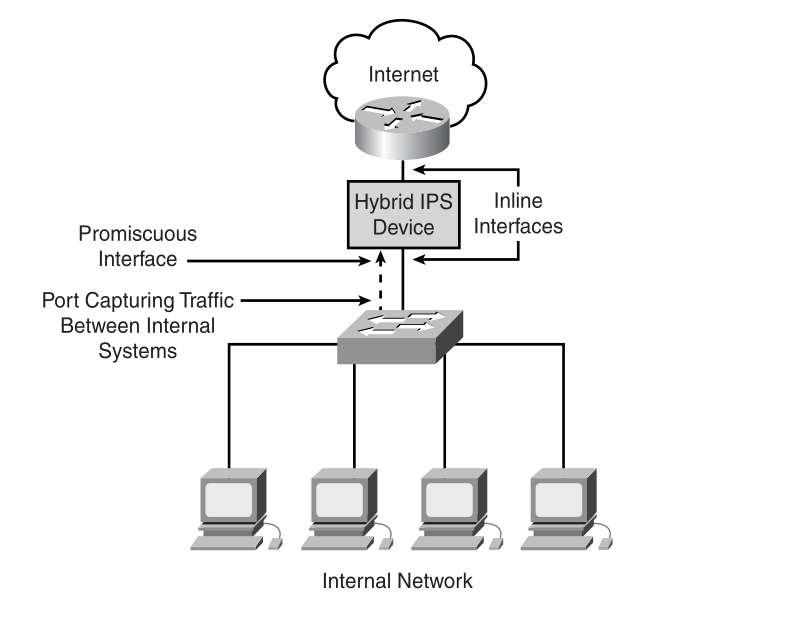 Internet
Hybrid IPS
Device
Inline
Interfaces
Promiscuous
Interface
Port Capturing Traffic
Between Internal
Systems
Internal Network